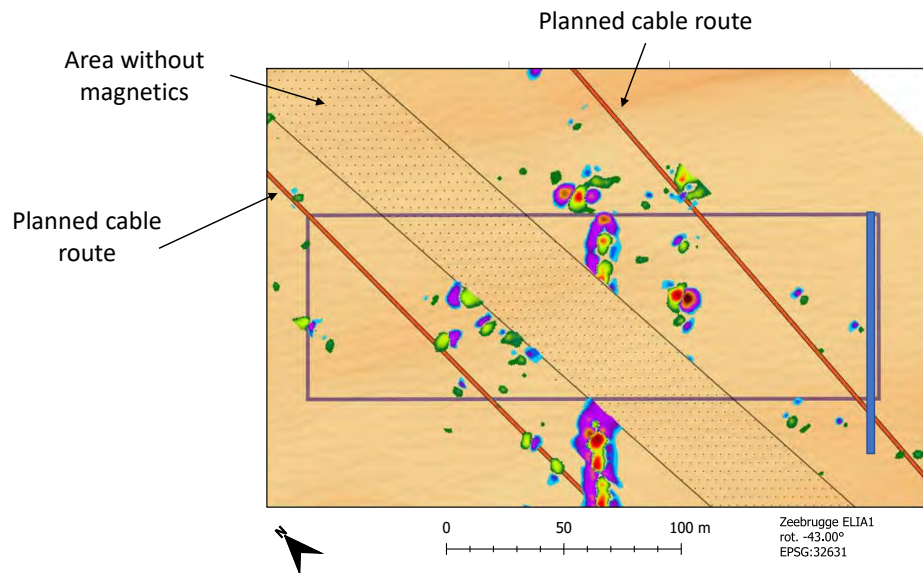 Planned cable route
Area without
magnetics
Planned cable
route
N
0 50 100 m
Zeebrugge ELIA1
rot. -43.00°
EPSG:32631